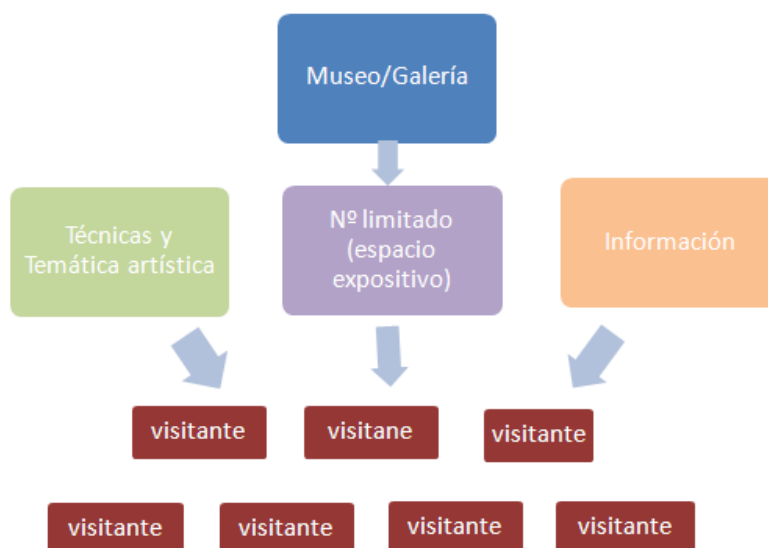 Museo/Galería
Técnicas y
Temática artística
Nº limitado
(espacio
expositivo)
Información
visitante
visitane
visitante
visitante
visitante
visitante
visitante